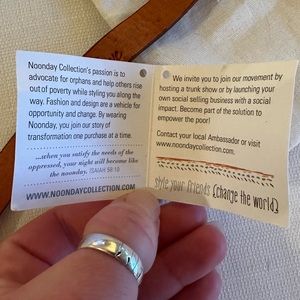 Noonday Collection's passion is to
advocate for orphans and help others rise
out of poverty while styling you along the
way. Fashion and design are a vehicle for
opportunity and change. By wearing
Noonday, you join our story of
transformation one purchase at a time.
...when you satisfy the needs of the
oppressed, your night will become like
the noonday. ISAIAH 58:10
WWW.NOONDAYCOLLECTION.COM
We invite you to join our movement by
hosting a trunk show or by launching your
own social selling business with a social
impact. Become part of the solution to
empower the poor!
Contact your local Ambassador or visit
www.noondaycollection.com.
style your friends {change the world}